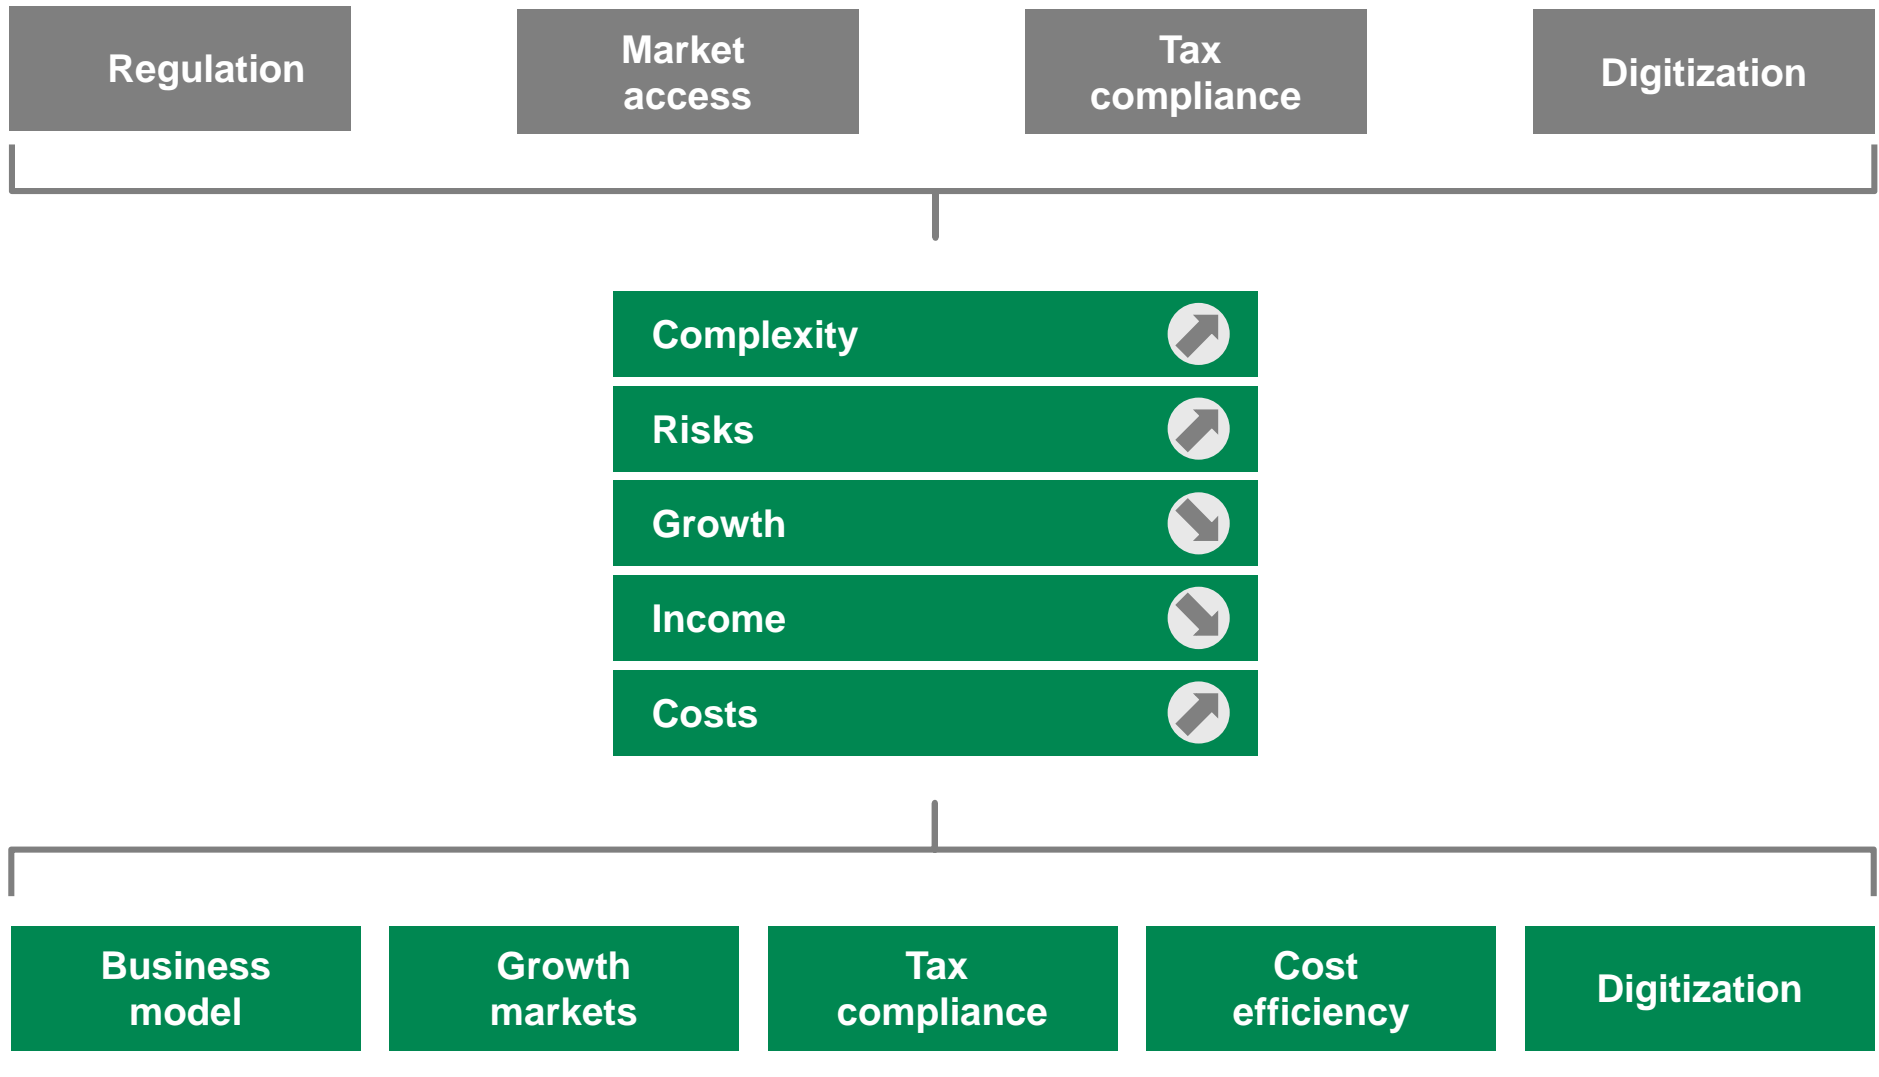 Regulation
Market
access
Tax
compliance
Digitization
Complexity
Risks
Growth
Income
Costs
Business
model
Growth
markets
Tax
compliance
Cost
efficiency
Digitization